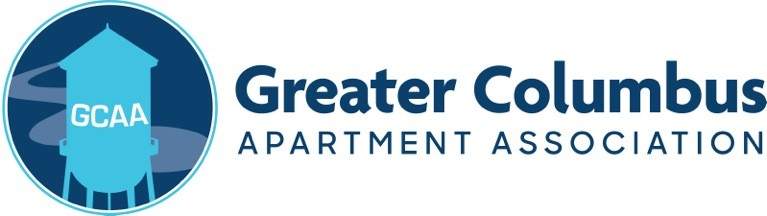 GCAA
Greater Columbus
APARTMENT ASSOCIATION